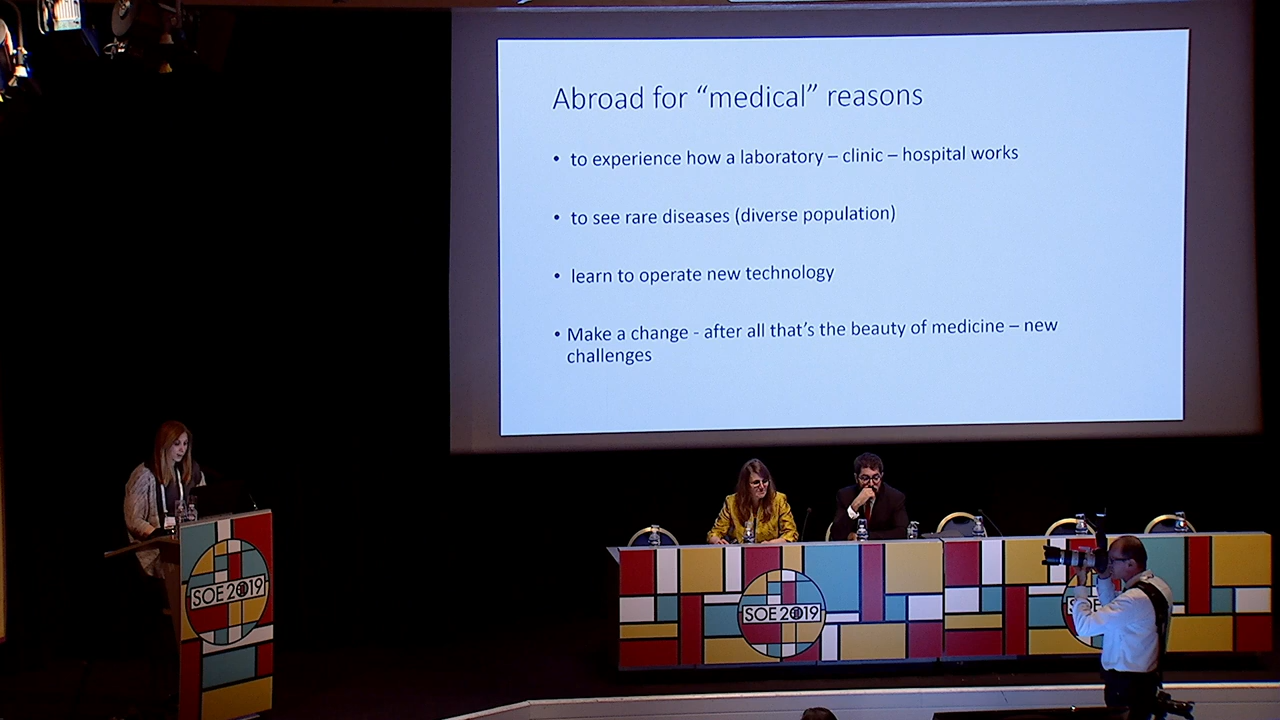 Abroad for “medical” reasons
• to experience how a laboratory – clinic – hospital works
• to see rare diseases (diverse population)
• learn to operate new technology
• Make a change - after all that’s the beauty of medicine – new
challenges
SOE 2019
SOE 2019
SOE